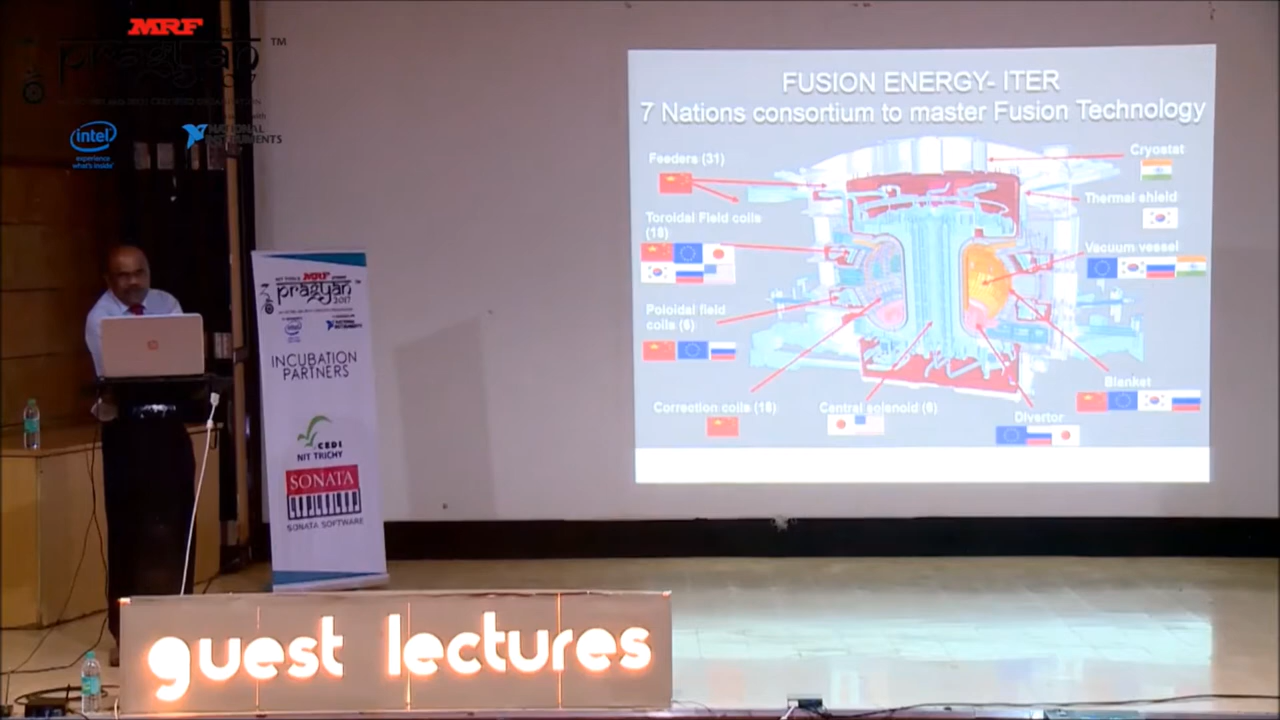 MRF
pragyan
TM
2017
intel
experience
what's inside
NATIONAL
INSTRUMENTS
FUSION ENERGY- ITER
7 Nations consortium to master Fusion Technology
Feeders (31)
Cryostat
Thermal shield
Toroidal Field coils
(18)
Vacuum vessel
Poloidal field
coils (6)
Blanket
Correction coils (18)
Central solenoid (6)
Divertor
MRF
pragyan
2017
intel
INCUBATION
PARTNERS
CEDI
NIT TRICHY
SONATA
SONATA SOFTWARE
guest lectures